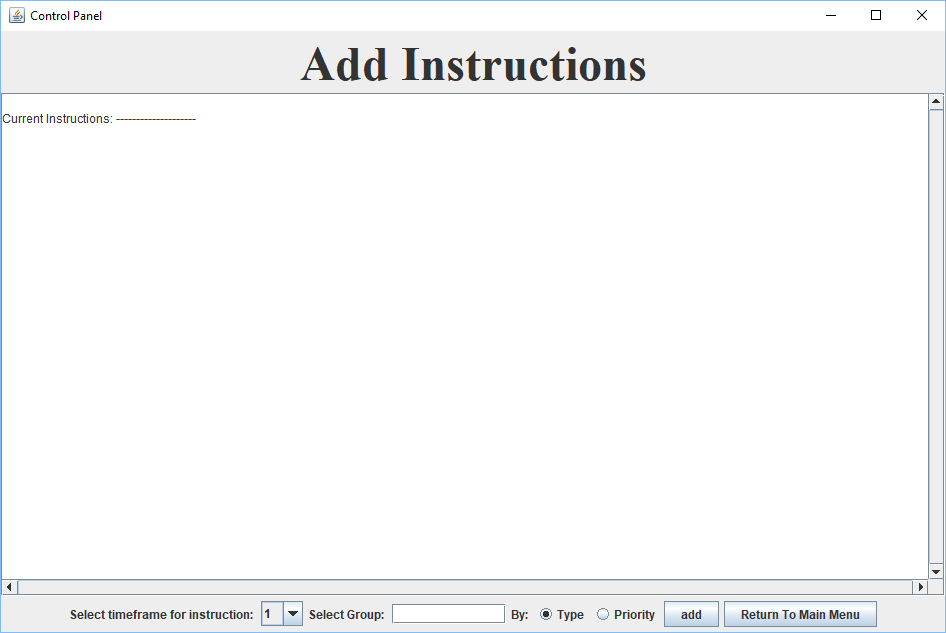 Control Panel
Add Instructions
Current Instructions: --------------------
Select timeframe for instruction: 1 Select Group: By: Type Priority add Return To Main Menu